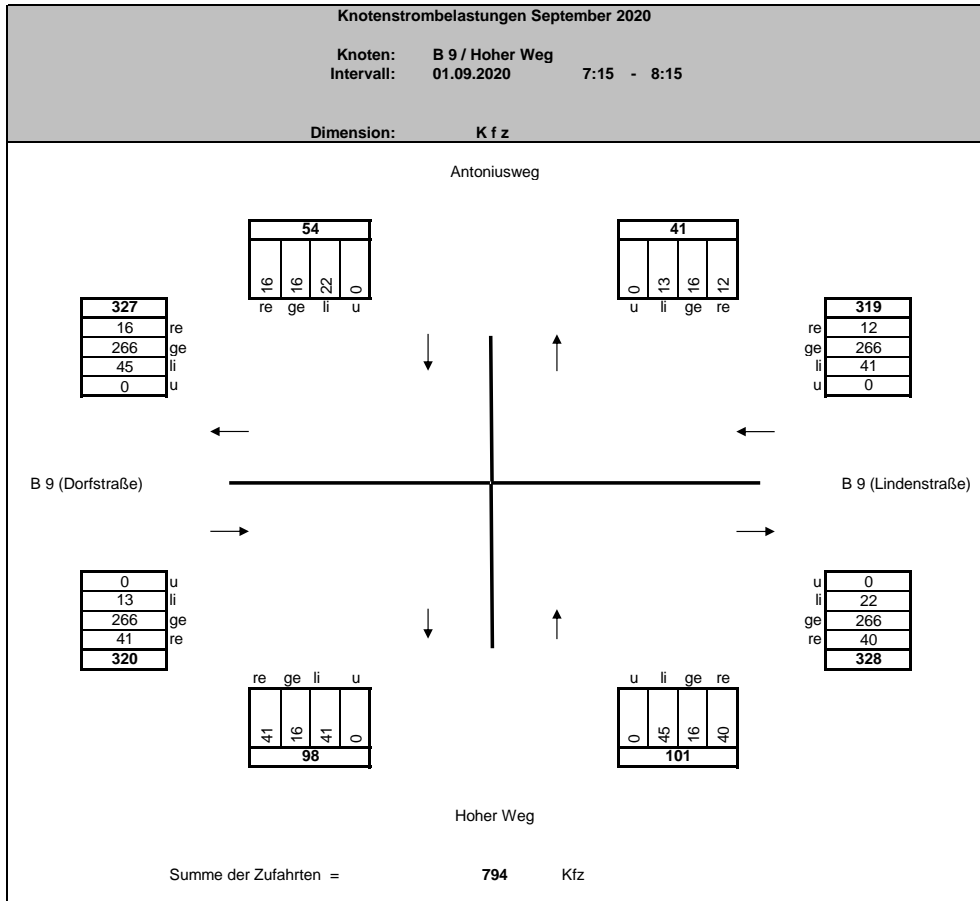 Knotenstrombelastungen September 2020
Knoten: B 9 / Hoher Weg
Intervall: 01.09.2020 7:15 - 8:15
Dimension: K f z
Antoniusweg
54
16 16 22 0
re ge li u
41
0 13 16 12
u li ge re
327
16 re
266 ge
45 li
0 u
319
re 12
ge 266
li 41
u 0
B 9 (Dorfstraße)
B 9 (Lindenstraße)
0 u
13 li
266 ge
41 re
320
u 0
li 22
ge 266
re 40
328
re ge li u
41 16 41 0
98
u li ge re
0 45 16 40
101
Hoher Weg
Summe der Zufahrten = 794 Kfz